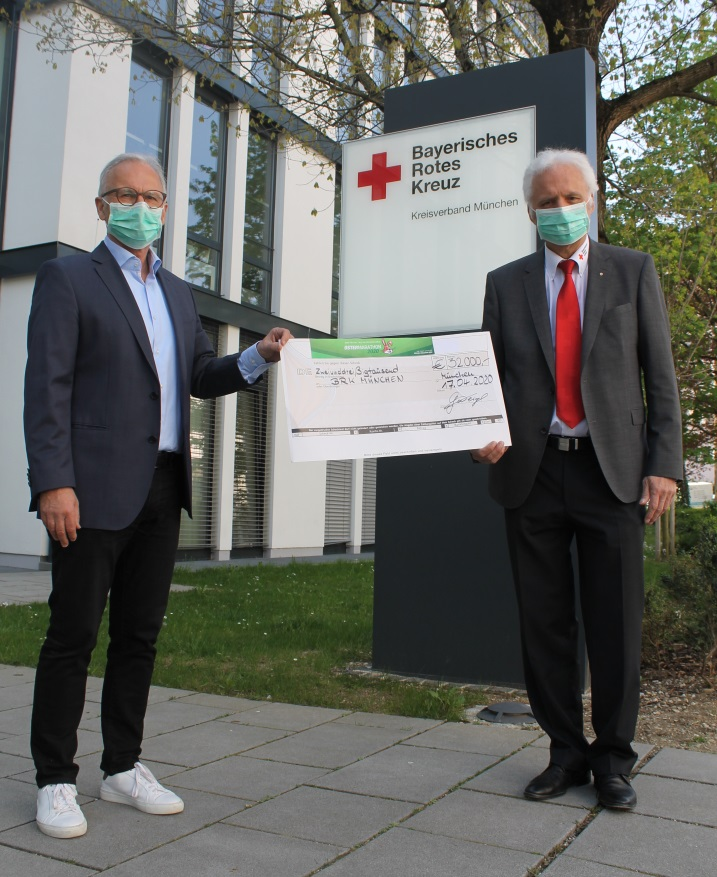 Bayerisches
Rotes
Kreuz
Kreisverband München
€ 32.000,-
Zweiunddreißigtausend
BRK MÜNCHEN
München
17.04.2020